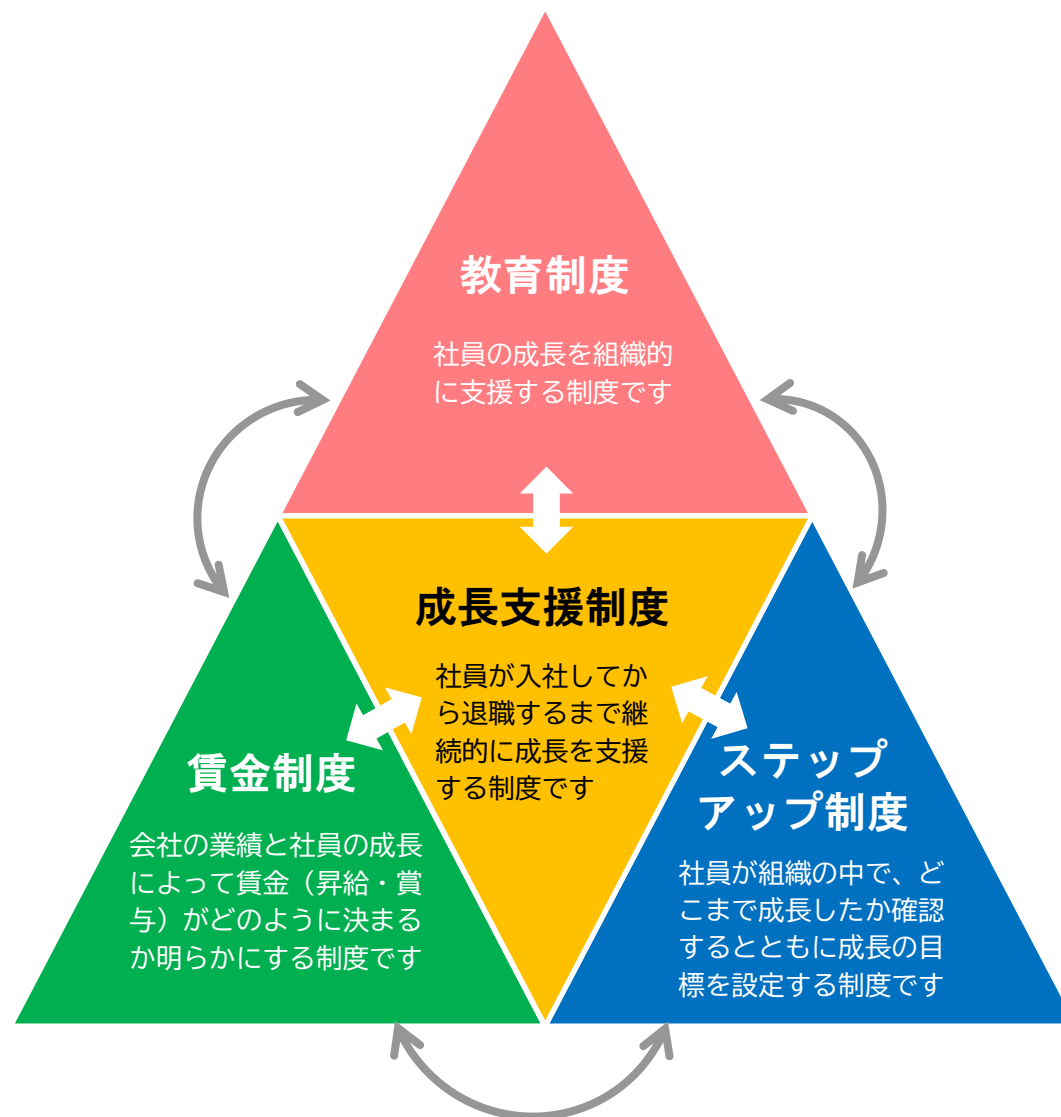 教育制度
社員の成長を組織的
に支援する制度です
成長支援制度
社員が入社してか
ら退職するまで継
続的に成長を支援
する制度です
賃金制度
会社の業績と社員の成長
によって賃金（昇給・賞
与）がどのように決まる
か明らかにする制度です
ステップ
アップ制度
社員が組織の中で、ど
こまで成長したか確認
するとともに成長の目
標を設定する制度です